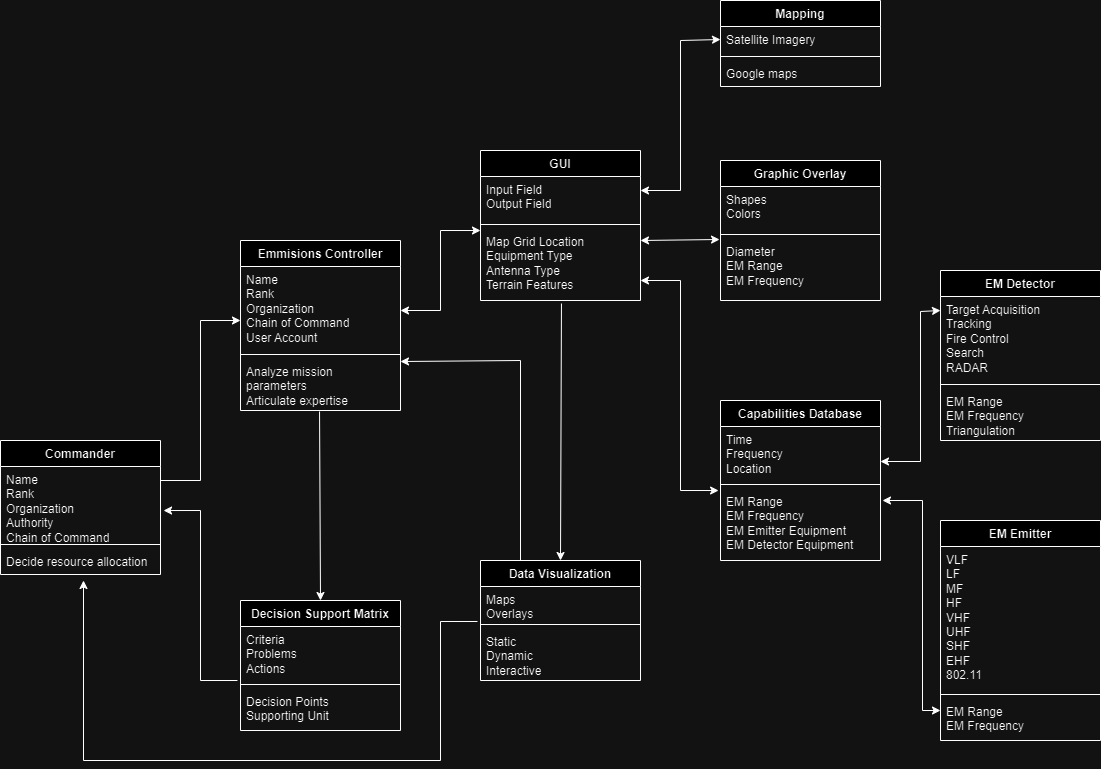 Mapping
Satellite Imagery
Google maps
GUI
Input Field
Output Field
Map Grid Location
Equipment Type
Antenna Type
Terrain Features
Graphic Overlay
Shapes
Colors
Diameter
EM Range
EM Frequency
Emmisions Controller
Name
Rank
Organization
Chain of Command
User Account
Analyze mission
parameters
Articulate expertise
EM Detector
Target Acquisition
Tracking
Fire Control
Search
RADAR
EM Range
EM Frequency
Triangulation
Capabilities Database
Time
Frequency
Location
EM Range
EM Frequency
EM Emitter Equipment
EM Detector Equipment
Commander
Name
Rank
Organization
Authority
Chain of Command
Decide resource allocation
Decision Support Matrix
Criteria
Problems
Actions
Decision Points
Supporting Unit
Data Visualization
Maps
Overlays
Static
Dynamic
Interactive
EM Emitter
VLF
LF
MF
HF
VHF
UHF
SHF
EHF
802.11
EM Range
EM Frequency